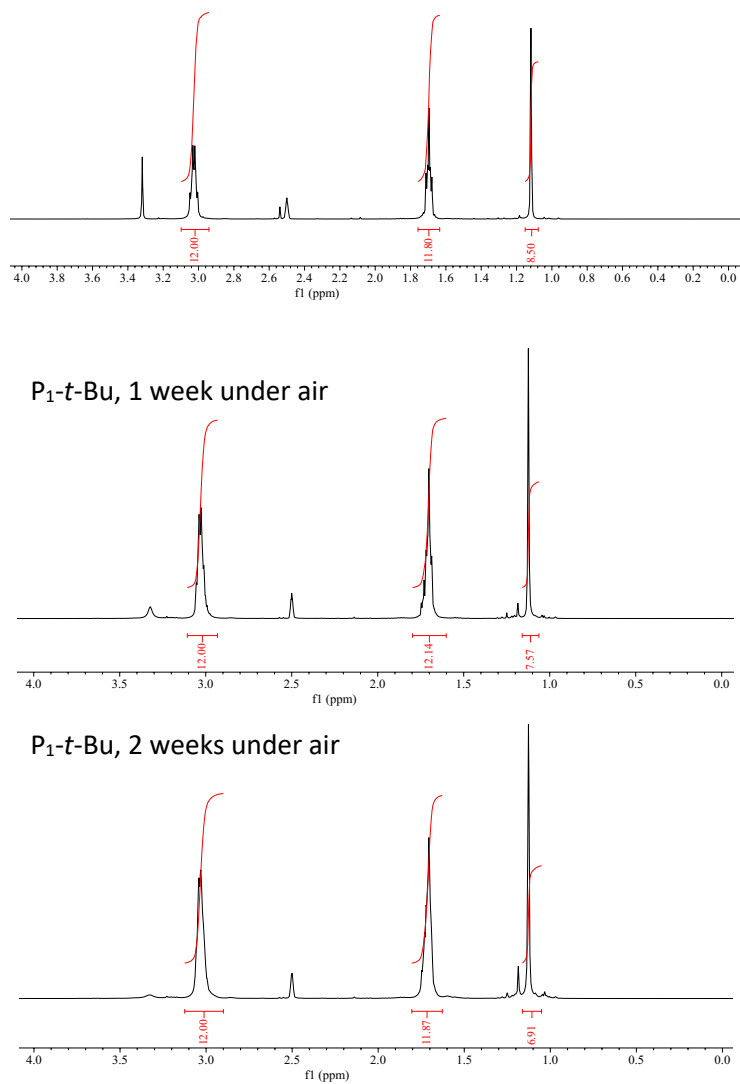 12.00 11.80 8.50
4.0 3.8 3.6 3.4 3.2 3.0 2.8 2.6 2.4 2.2 2.0 1.8 1.6 1.4 1.2 1.0 0.8 0.6 0.4 0.2 0.0
f1 (ppm)
P₁-t-Bu, 1 week under air
12.00 12.14 7.57
4.0 3.5 3.0 2.5 2.0 1.5 1.0 0.5 0.0
f1 (ppm)
P₁-t-Bu, 2 weeks under air
12.00 11.87 6.91
4.0 3.5 3.0 2.5 2.0 1.5 1.0 0.5 0.0
f1 (ppm)